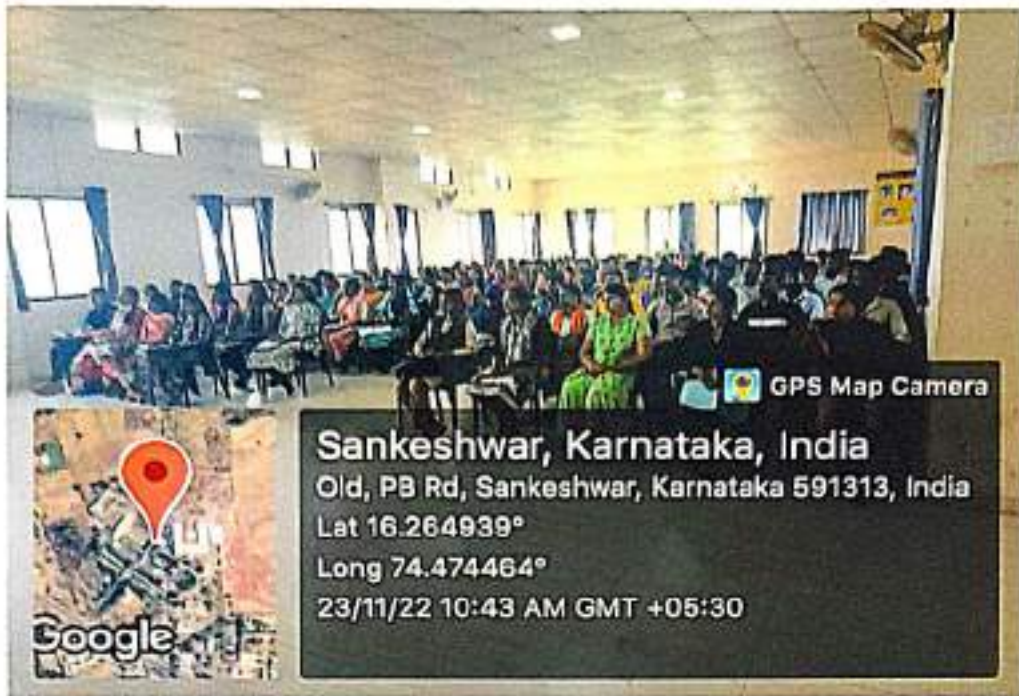 GPS Map Camera
Sankeshwar, Karnataka, India
Old, PB Rd, Sankeshwar, Karnataka 591313, India
Lat 16.264939°
Long 74.474464°
23/11/22 10:43 AM GMT +05:30
Google